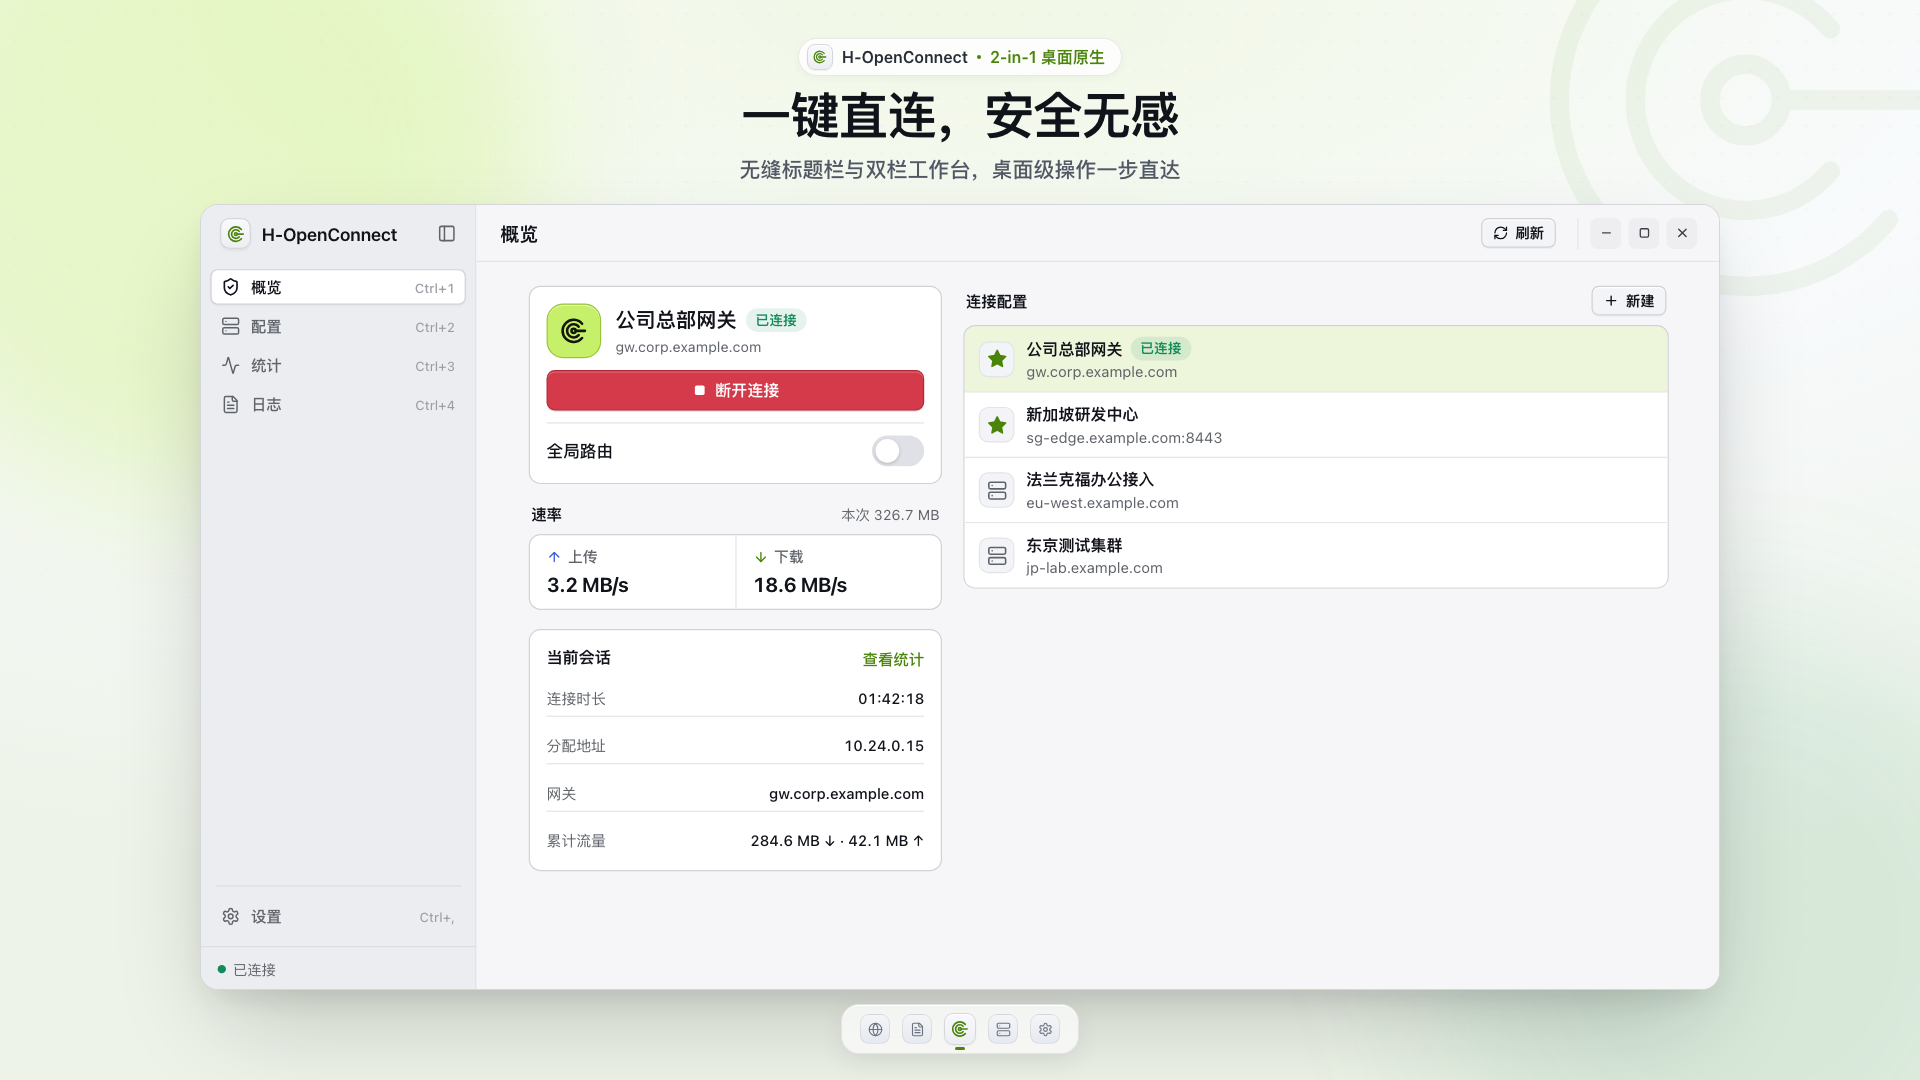 H-OpenConnect • 2-in-1 桌面原生
一键直连，安全无感
无缝标题栏与双栏工作台，桌面级操作一步直达
H-OpenConnect
概览 Ctrl+1
配置 Ctrl+2
统计 Ctrl+3
日志 Ctrl+4
设置 Ctrl+,
已连接
概览
刷新
公司总部网关 已连接
gw.corp.example.com
断开连接
全局路由
速率 本次 326.7 MB
↑ 上传
3.2 MB/s
↓ 下载
18.6 MB/s
当前会话 查看统计
连接时长 01:42:18
分配地址 10.24.0.15
网关 gw.corp.example.com
累计流量 284.6 MB ↓ · 42.1 MB ↑
连接配置
+ 新建
公司总部网关 已连接
gw.corp.example.com
新加坡研发中心
sg-edge.example.com:8443
法兰克福办公接入
eu-west.example.com
东京测试集群
jp-lab.example.com